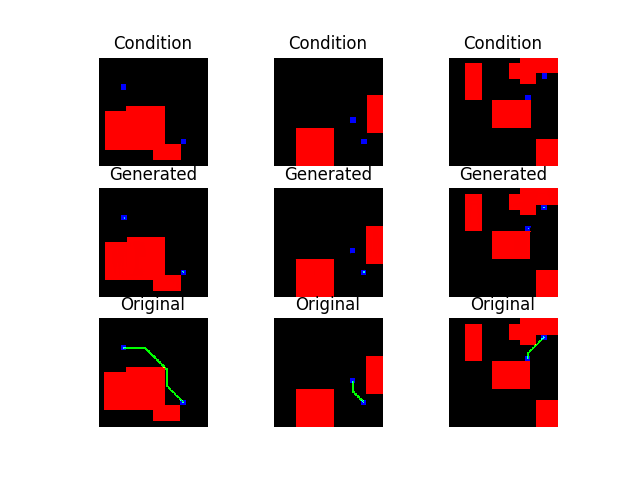 Condition
Condition
Condition
Generated
Generated
Generated
Original
Original
Original